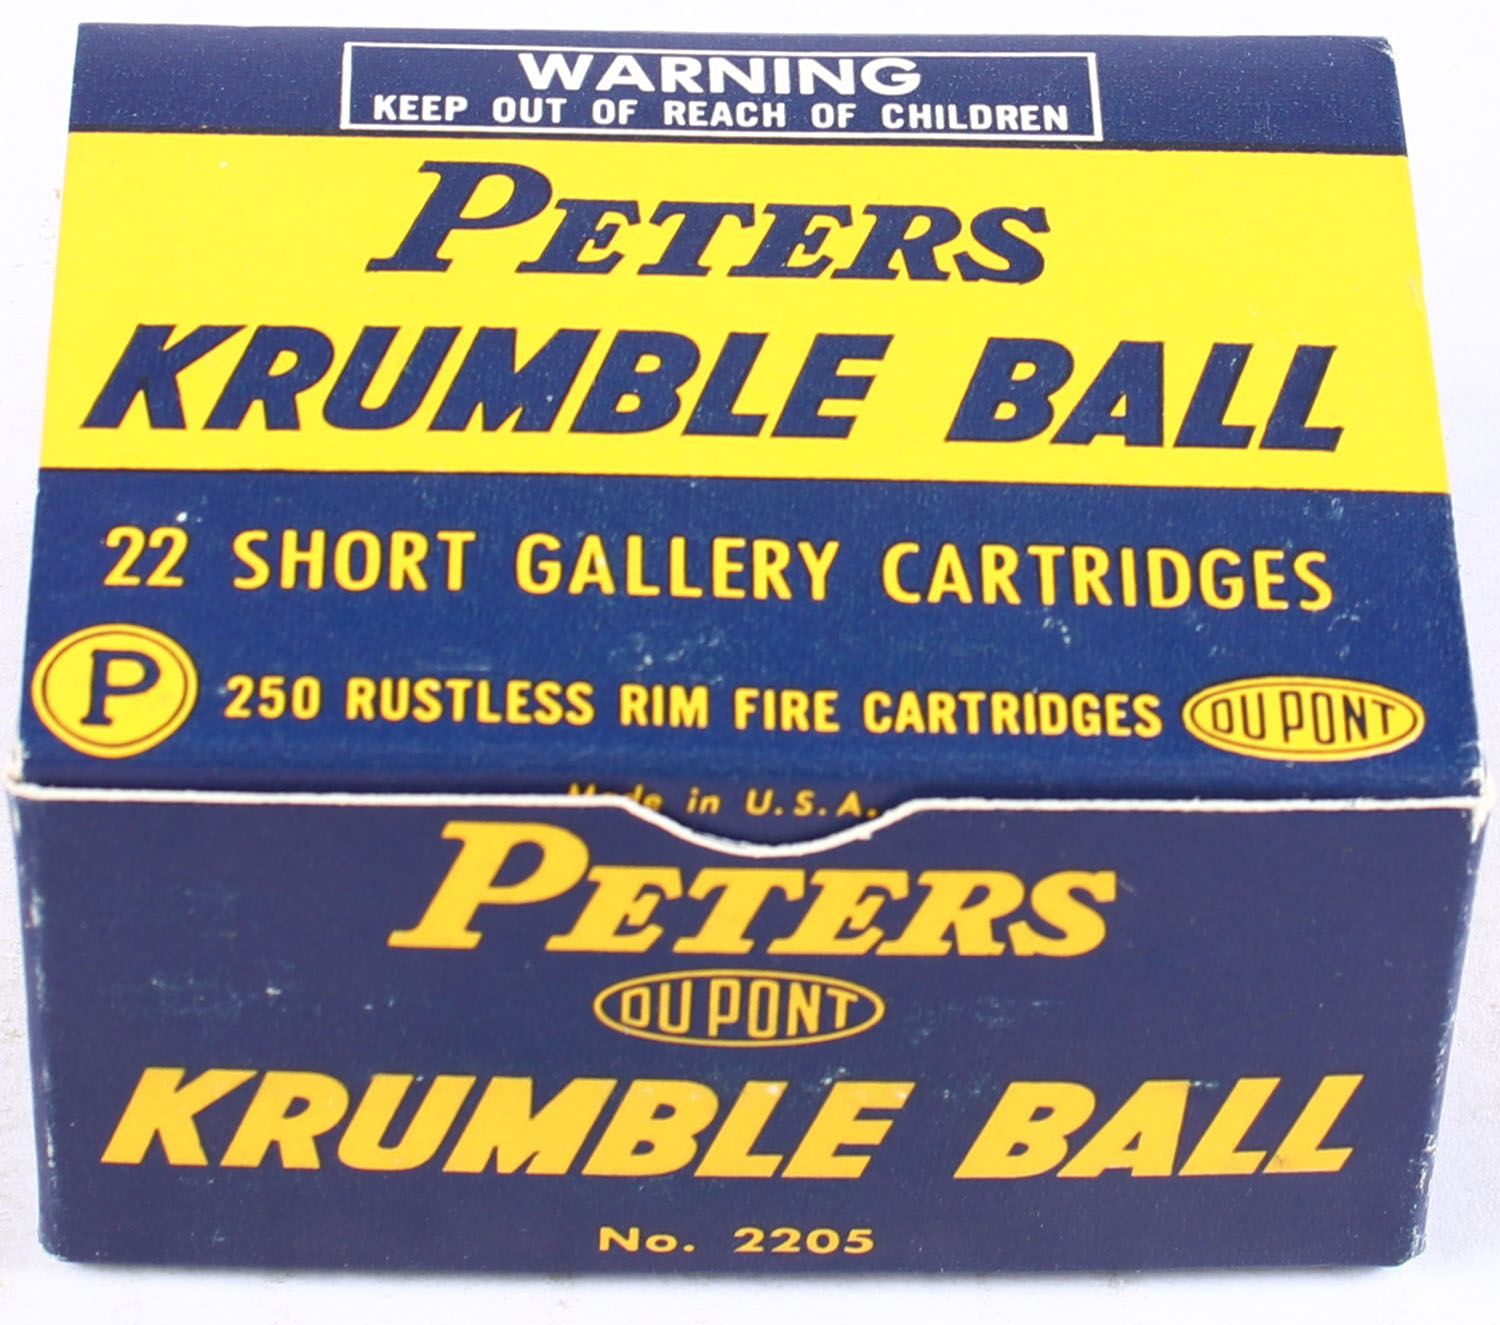 WARNING
KEEP OUT OF REACH OF CHILDREN
PETERS
KRUMBLE BALL
22 SHORT GALLERY CARTRIDGES
P 250 RUSTLESS RIM FIRE CARTRIDGES DU PONT
Made in U.S.A.
PETERS
DU PONT
KRUMBLE BALL
No. 2205